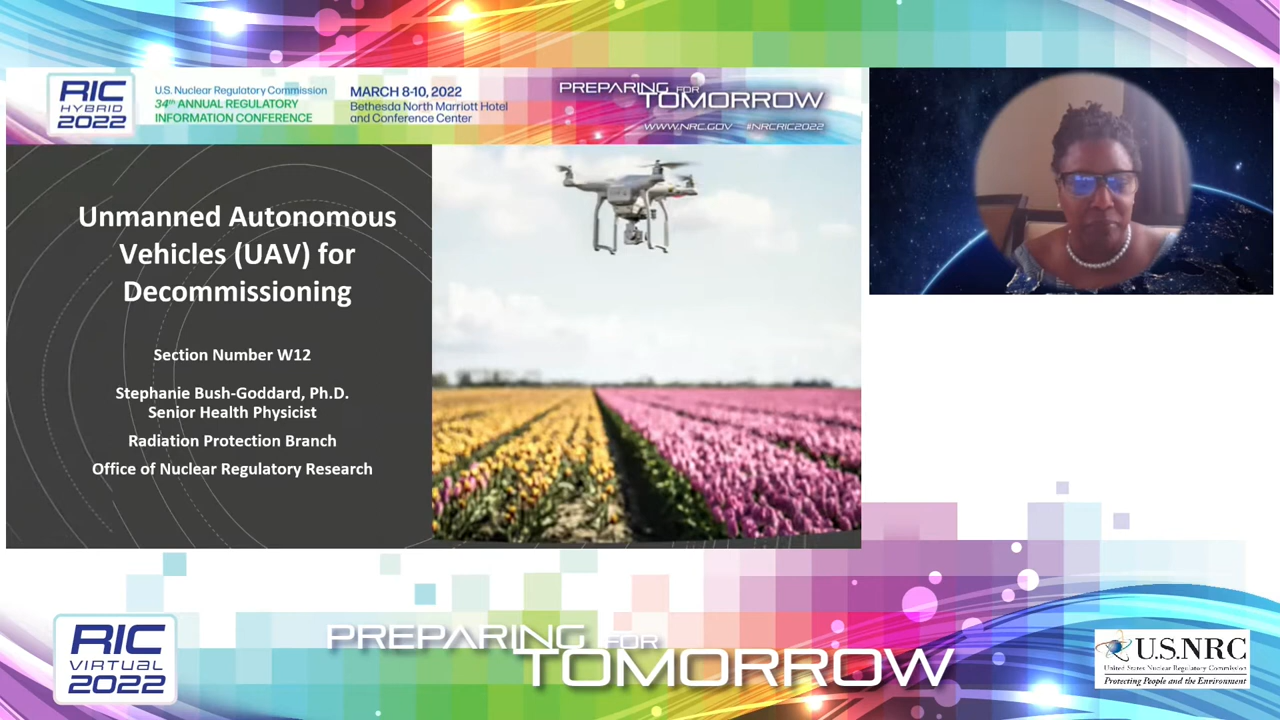 RIC
HYBRID
2022
U.S. Nuclear Regulatory Commission
34th ANNUAL REGULATORY
INFORMATION CONFERENCE
MARCH 8-10, 2022
Bethesda North Marriott Hotel
and Conference Center
PREPARING FOR
TOMORROW
WWW.NRC.GOV #NRCRIC2022
Unmanned Autonomous
Vehicles (UAV) for
Decommissioning
Section Number W12
Stephanie Bush-Goddard, Ph.D.
Senior Health Physicist
Radiation Protection Branch
Office of Nuclear Regulatory Research
RIC
VIRTUAL
2022
PREPARING FOR
TOMORROW
U.S.NRC
United States Nuclear Regulatory Commission
Protecting People and the Environment